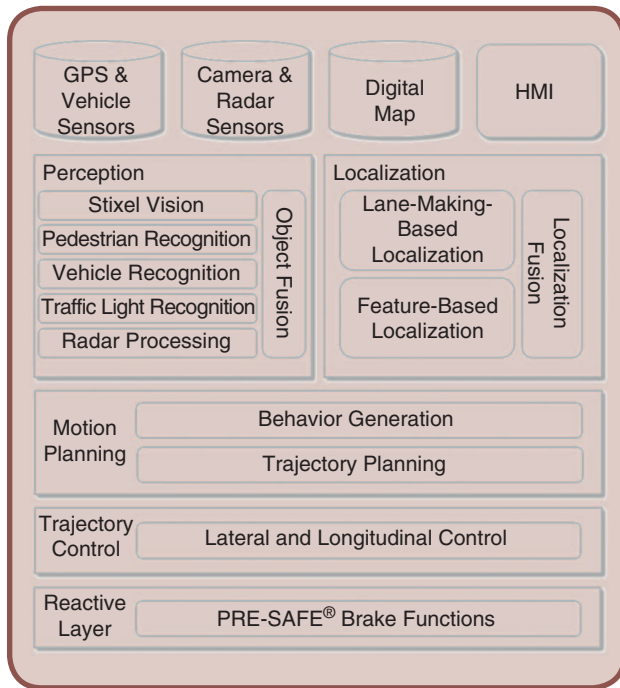 GPS &
Vehicle
Sensors
Camera &
Radar
Sensors
Digital
Map
HMI
Perception
Stixel Vision
Pedestrian Recognition
Vehicle Recognition
Traffic Light Recognition
Radar Processing
Object Fusion
Localization
Lane-Making-
Based
Localization
Feature-Based
Localization
Localization
Fusion
Motion
Planning
Behavior Generation
Trajectory Planning
Trajectory
Control
Lateral and Longitudinal Control
Reactive
Layer
PRE-SAFE® Brake Functions